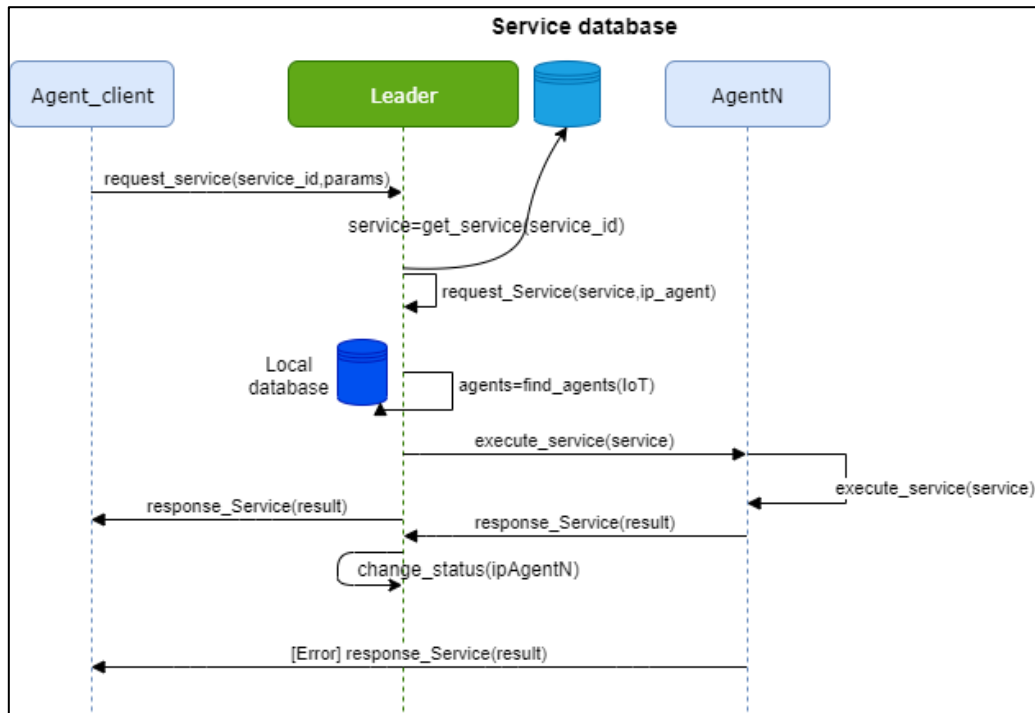 Service database
Agent_client
Leader
AgentN
request_service(service_id,params)
service=get_service(service_id)
request_Service(service,ip_agent)
Local
database
agents=find_agents(IoT)
execute_service(service)
execute_service(service)
response_Service(result)
response_Service(result)
change_status(ipAgentN)
[Error] response_Service(result)